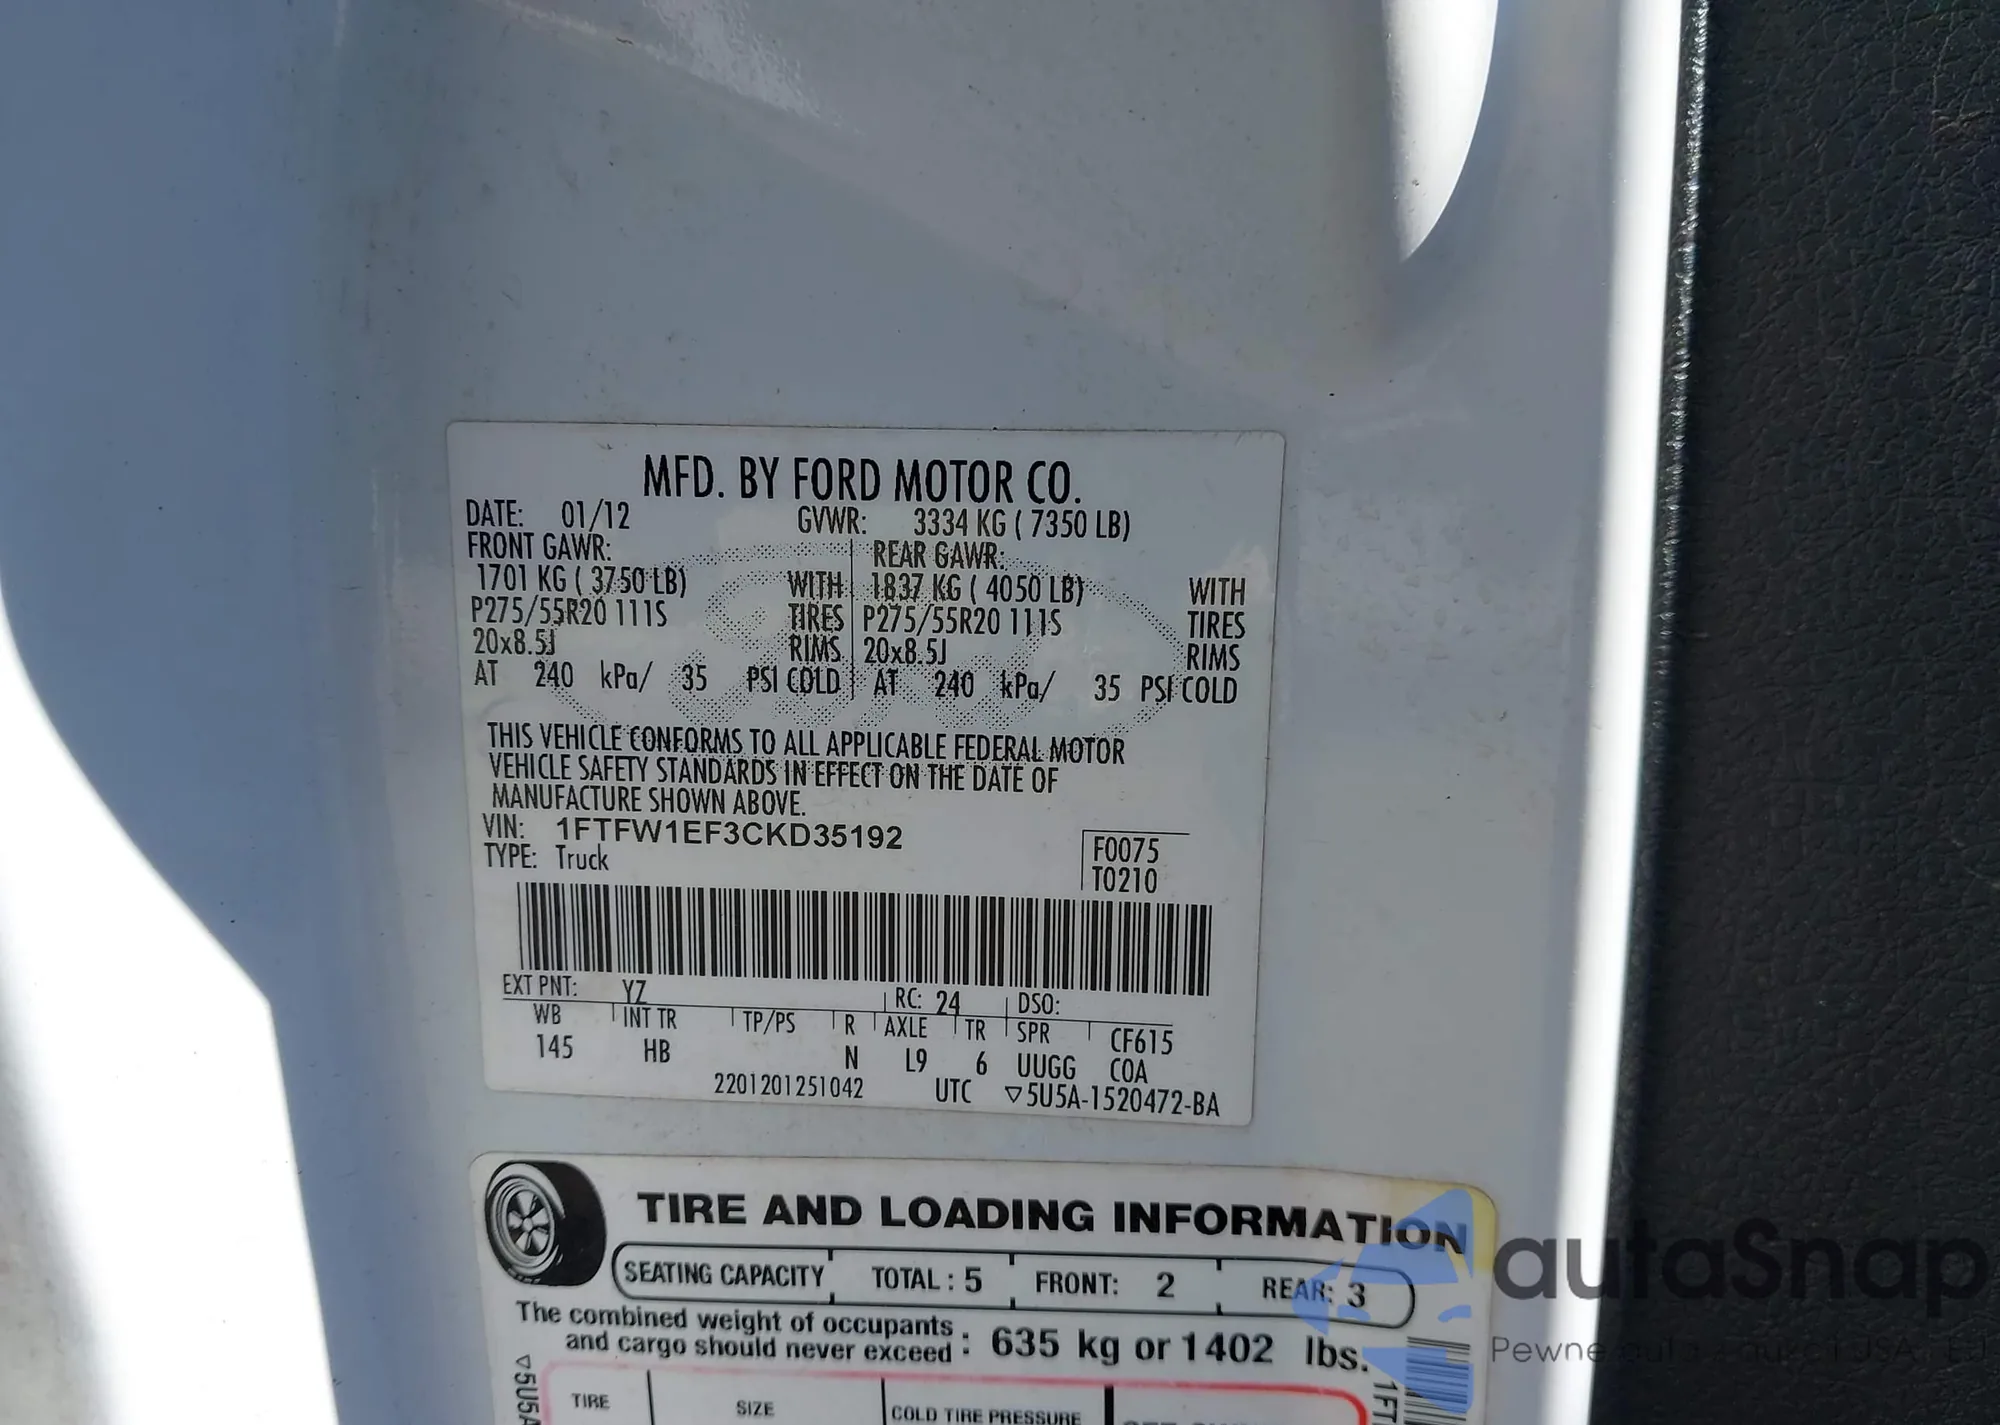 MFD. BY FORD MOTOR CO.
DATE: 01/12 GVWR: 3334 KG ( 7350 LB)
FRONT GAWR: REAR GAWR:
1701 KG ( 3750 LB) WITH 1837 KG ( 4050 LB) WITH
P275/55R20 111S TIRES P275/55R20 111S TIRES
20x8.5J RIMS 20x8.5J RIMS
AT 240 kPa/ 35 PSI COLD AT 240 kPa/ 35 PSI COLD
THIS VEHICLE CONFORMS TO ALL APPLICABLE FEDERAL MOTOR
VEHICLE SAFETY STANDARDS IN EFFECT ON THE DATE OF
MANUFACTURE SHOWN ABOVE.
VIN: 1FTFW1EF3CKD35192
TYPE: Truck
F0075
T0210
EXT PNT: YZ RC: 24 DSO:
WB INT TR TP/PS R AXLE TR SPR CF615
145 HB N L9 6 UUGG COA
2201201251042 UTC ▽5U5A-1520472-BA
TIRE AND LOADING INFORMATION
SEATING CAPACITY TOTAL : 5 FRONT: 2 REAR: 3
The combined weight of occupants
and cargo should never exceed : 635 kg or 1402 lbs.
TIRE SIZE COLD TIRE PRESSURE
▽5U5A
1FT
autaSnap
Pewne auta